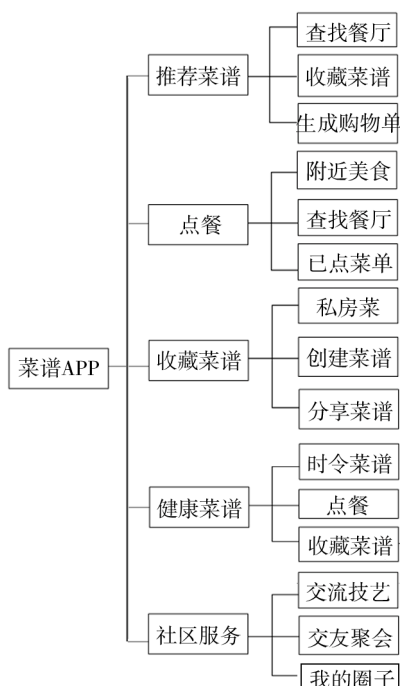 菜谱APP
推荐菜谱
查找餐厅
收藏菜谱
生成购物单
点餐
附近美食
查找餐厅
已点菜单
收藏菜谱
私房菜
创建菜谱
分享菜谱
健康菜谱
时令菜谱
点餐
收藏菜谱
社区服务
交流技艺
交友聚会
我的圈子